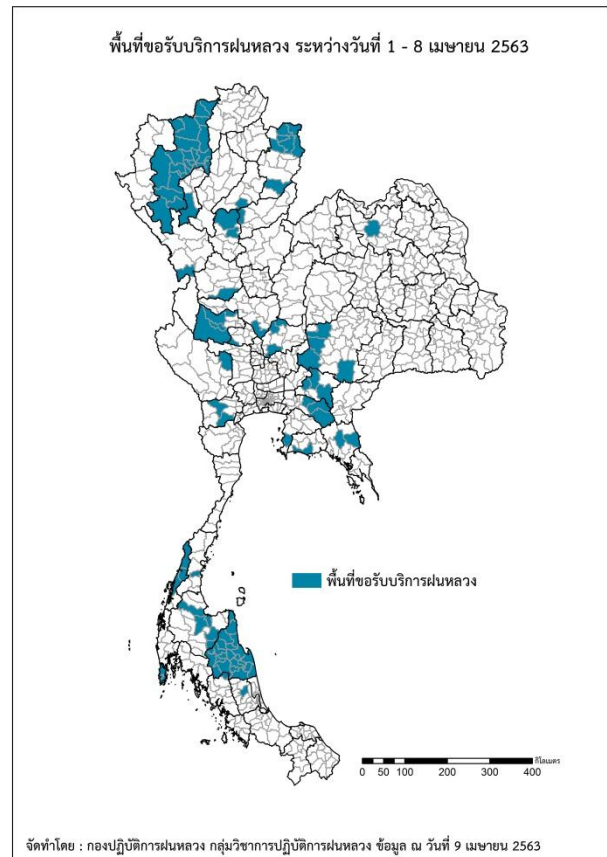 พื้นที่ขอรับบริการฝนหลวง ระหว่างวันที่ 1 - 8 เมษายน 2563
พื้นที่ขอรับบริการฝนหลวง
กิโลเมตร
0 25 50 100 200 300 400
จัดทำโดย : กองปฏิบัติการฝนหลวง กลุ่มวิชาการปฏิบัติการฝนหลวง ข้อมูล ณ วันที่ 9 เมษายน 2563